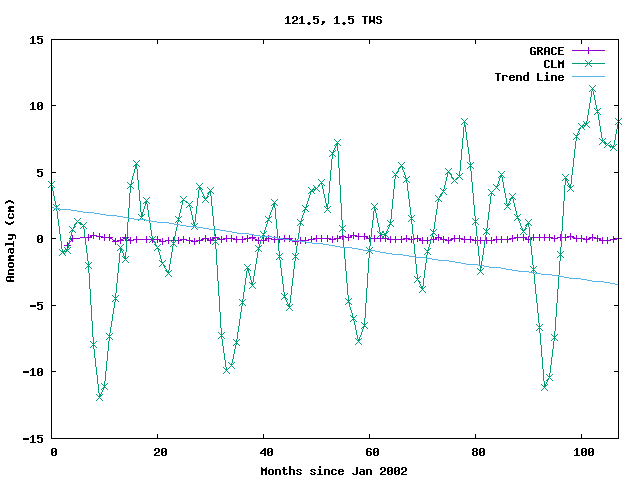 121.5, 1.5 TWS
GRACE
CLM
Trend Line
15
10
5
0
-5
-10
-15
Anomaly (cm)
0 20 40 60 80 100
Months since Jan 2002